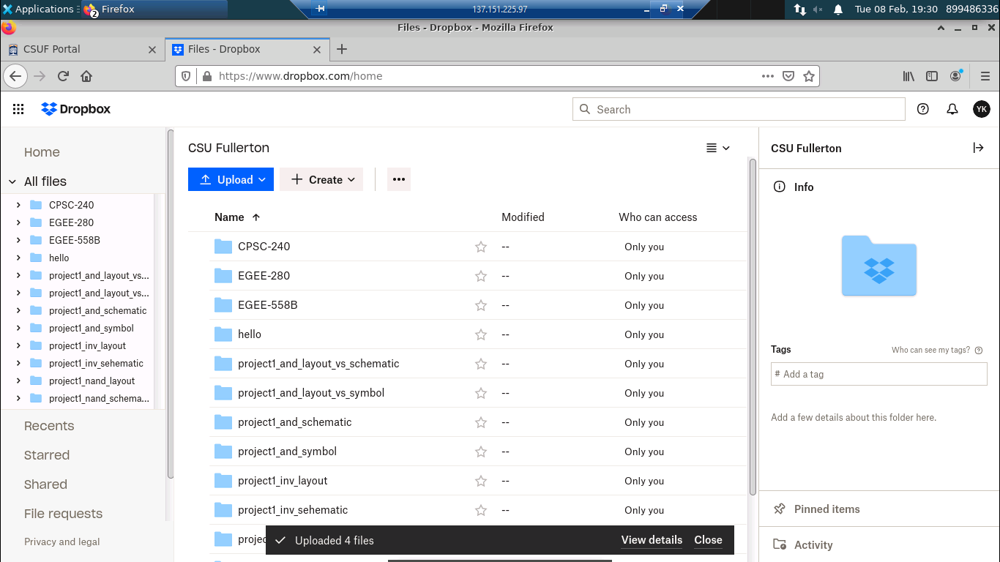 Applications
2
Firefox
137.151.225.97
Tue 08 Feb, 19:30
899486336
Files - Dropbox - Mozilla Firefox
CSUF Portal
Files - Dropbox
https://www.dropbox.com/home
Dropbox
Search
YK
Home
All files
CPSC-240
EGEE-280
EGEE-558B
hello
project1_and_layout_vs...
project1_and_layout_vs...
project1_and_schematic
project1_and_symbol
project1_inv_layout
project1_inv_sehematic
project1_nand_layout
project1_nand_schema...
Recents
Starred
Shared
File requests
Privacy and legal
CSU Fullerton
Upload
Create
Name Modified Who can access
CPSC-240 -- Only you
EGEE-280 -- Only you
EGEE-558B -- Only you
hello -- Only you
project1_and_layout_vs_schematic -- Only you
project1_and_layout_vs_symbol -- Only you
project1_and_schematic -- Only you
project1_and_symbol -- Only you
project1_inv_layout -- Only you
project1_inv_sehematic -- Only you
Uploaded 4 files View details Close
CSU Fullerton
Info
Tags Who can see my tags?
# Add a tag
Add a few details about this folder here.
Pinned items
Activity